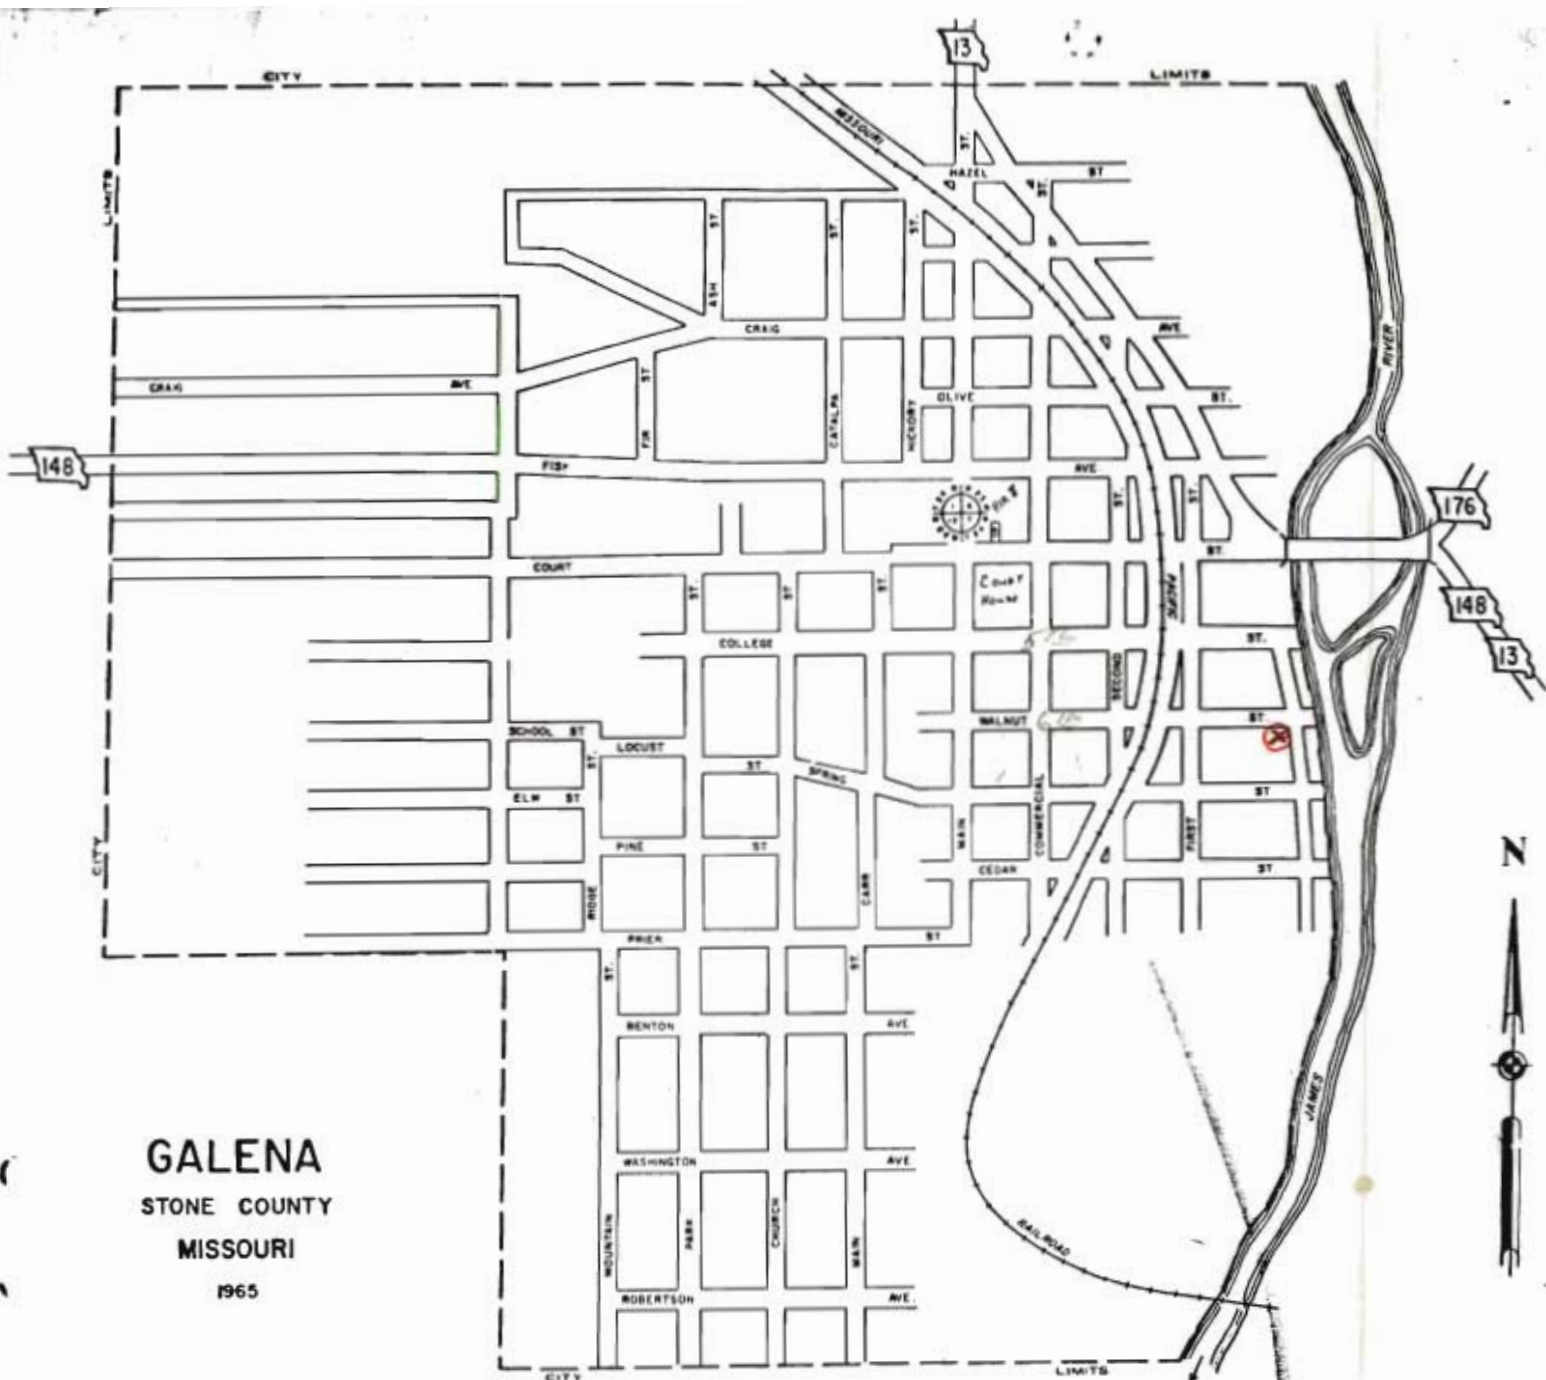 13
CITY LIMITS
MISSOURI
ST.
HAZEL ST
LIMITS
ST.
ST
ST.
ST.
ASH
CRAIG AVE
RIVER
CRAIG AVE
ST
FIR
CATALPA
HICKORY
OLIVE ST.
148
AVE
176
ST.
ST
COURT ST.
Court
House
PACIFIC
148
ST.
ST
ST.
COLLEGE ST.
13
SECOND
WALNUT ST.
6th
SCHOOL ST
LOCUST ST
SPRING ST
ST.
ELM ST
COMMERCIAL
MAIN
FIRST
PINE ST
N
CITY
CEDAR ST
CARR
RIDGE
PRIER ST
ST.
ST.
BENTON AVE
JAMES
GALENA
STONE COUNTY
MISSOURI
1965
WASHINGTON AVE
MOUNTAIN
PARK
CHURCH
MAIN
RAILROAD
ROBERTSON AVE.
CITY LIMITS